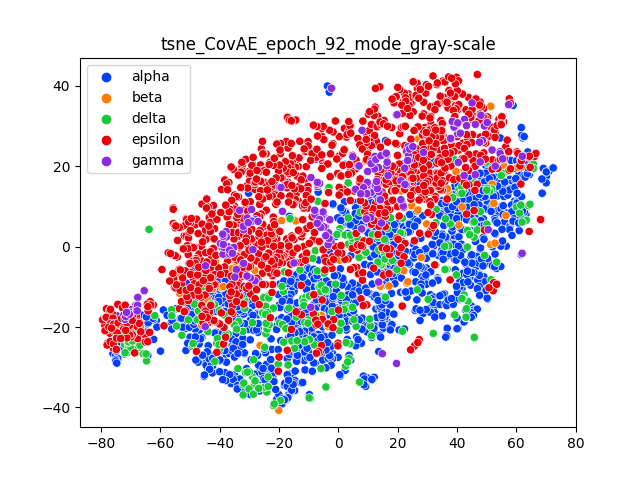 tsne_CovAE_epoch_92_mode_gray-scale
alpha
beta
delta
epsilon
gamma
40
20
0
−20
−40
−80 −60 −40 −20 0 20 40 60 80